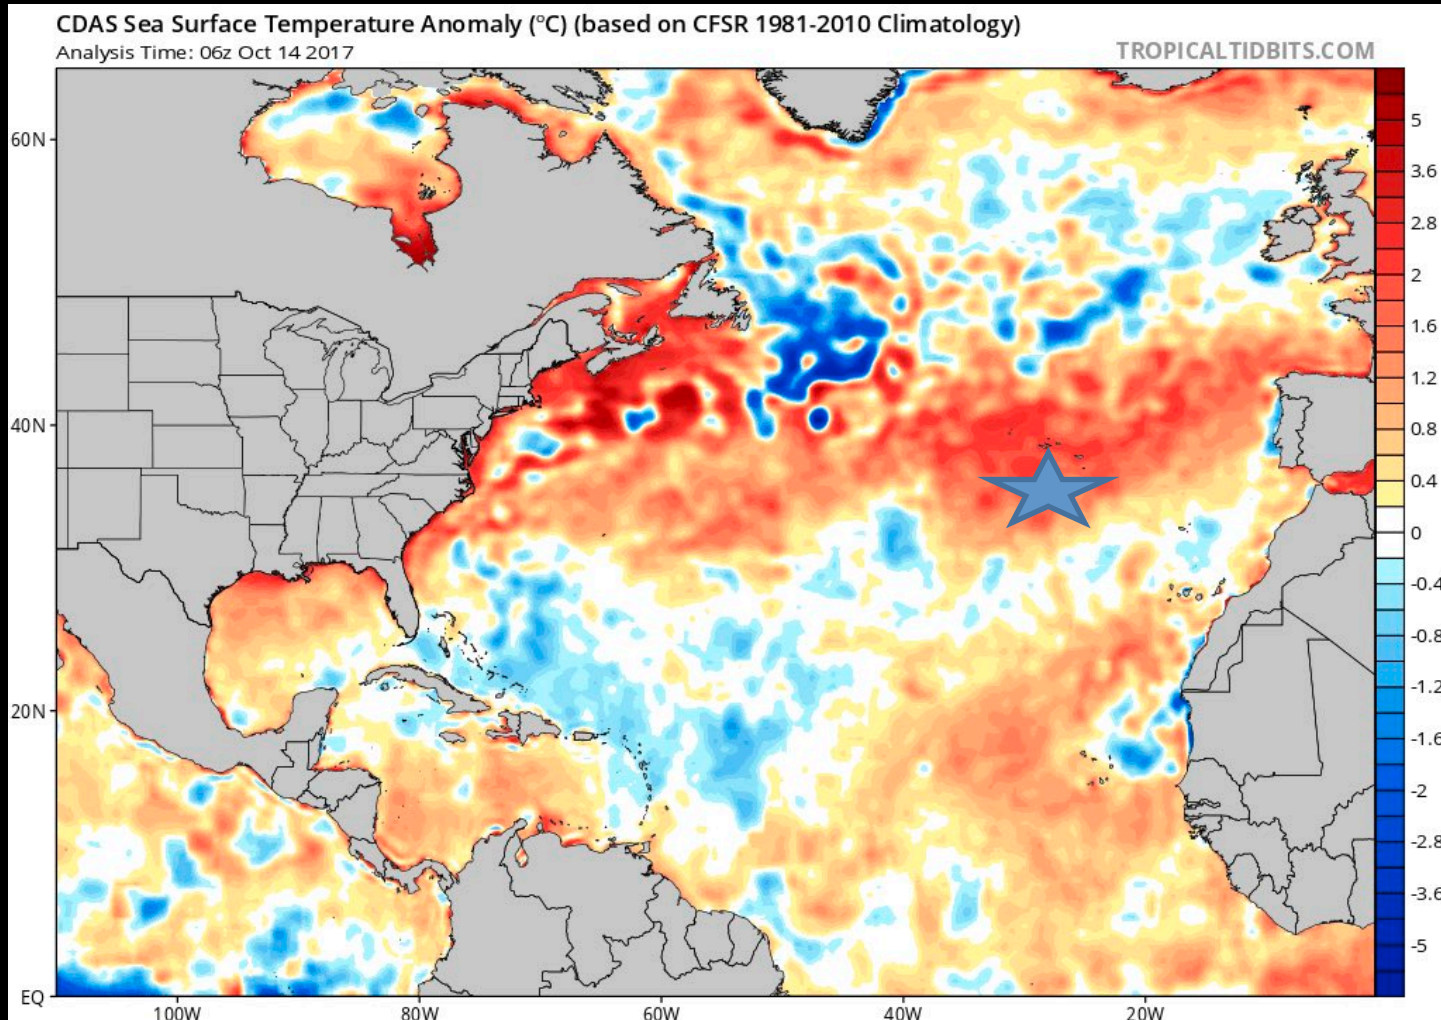 CDAS Sea Surface Temperature Anomaly (°C) (based on CFSR 1981-2010 Climatology)
Analysis Time: 06z Oct 14 2017
TROPICALTIDBITS.COM
60N
40N
20N
EQ
100W
80W
60W
40W
20W
5
3.6
2.8
2
1.6
1.2
0.8
0.4
0
-0.4
-0.8
-1.2
-1.6
-2
-2.8
-3.6
-5